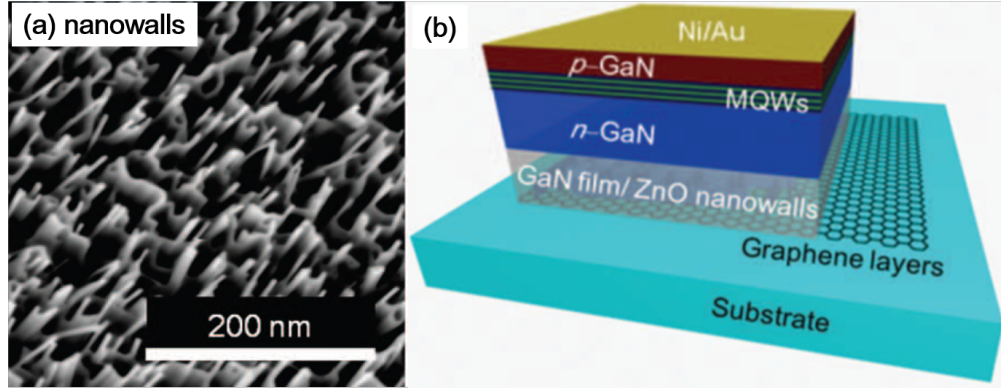 (a) nanowalls
200 nm
(b)
Ni/Au
p–GaN
MQWs
n–GaN
GaN film/ ZnO nanowalls
Graphene layers
Substrate